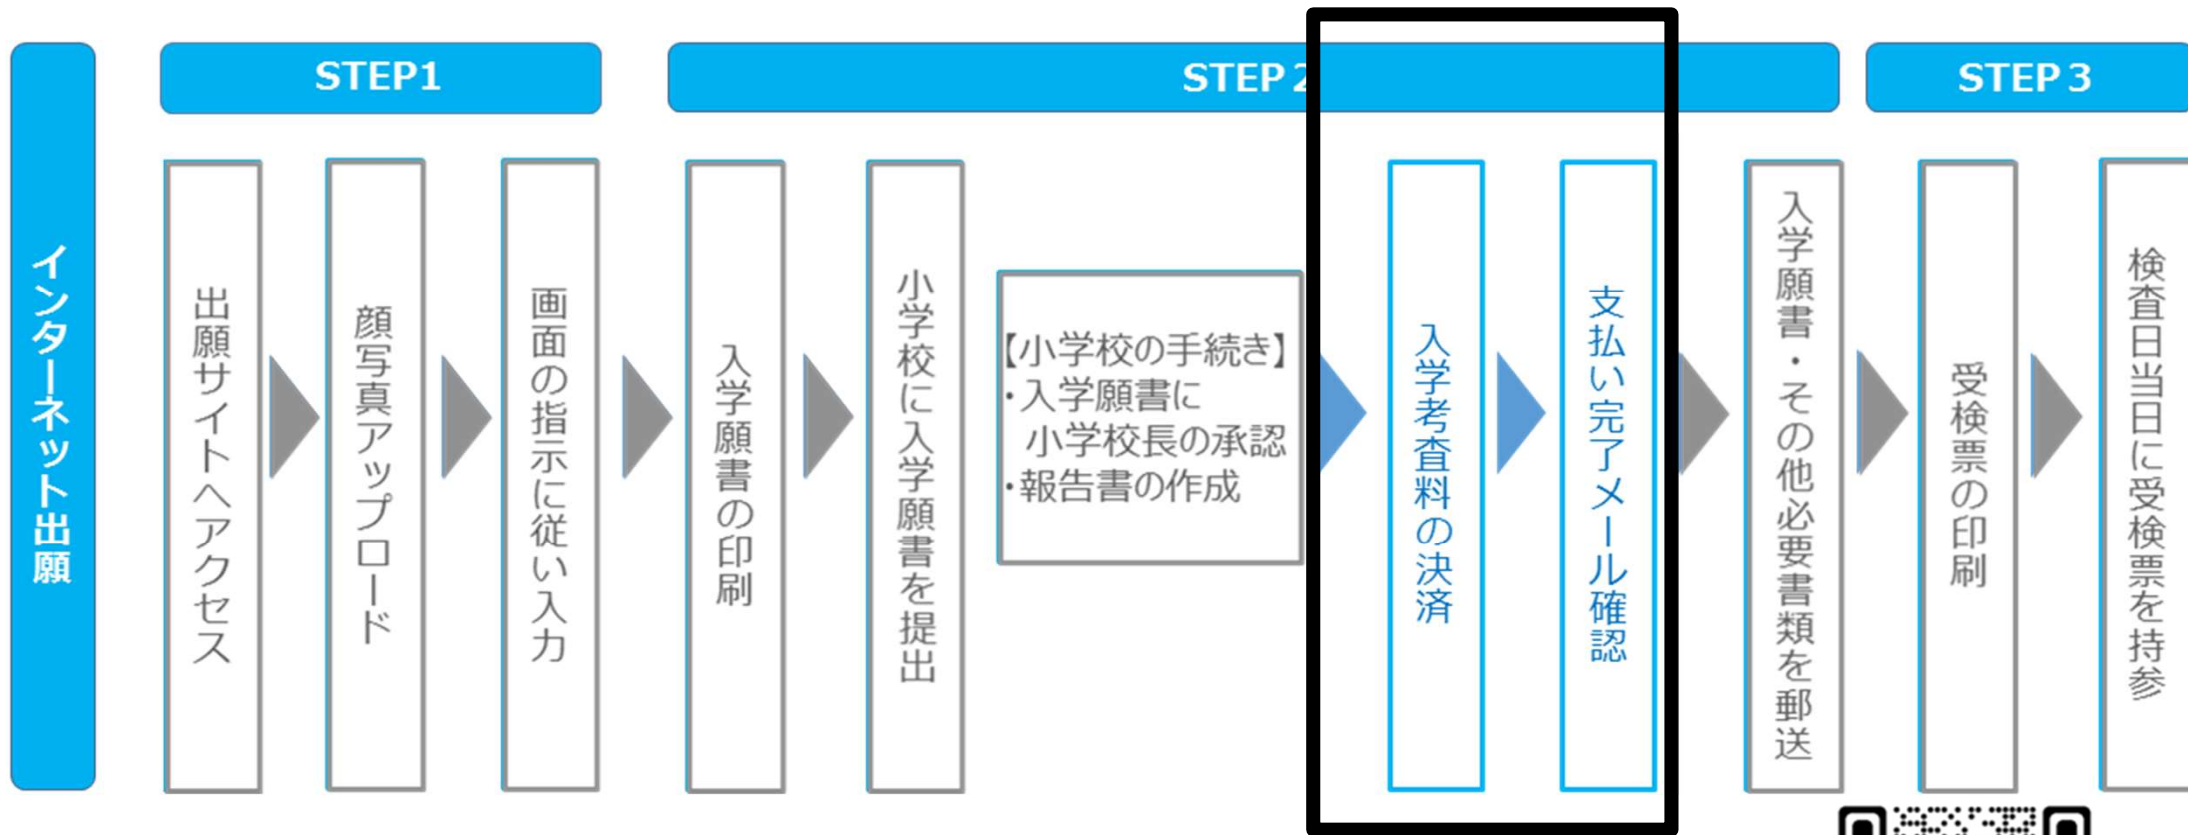 インターネット出願
STEP1
STEP2
STEP3
出願サイトへアクセス
顔写真アップロード
画面の指示に従い入力
入学願書の印刷
小学校に入学願書を提出
【小学校の手続き】
・入学願書に
小学校長の承認
・報告書の作成
入学考査料の決済
支払い完了メール確認
入学願書・その他必要書類を郵送
受検票の印刷
検査日当日に受検票を持参